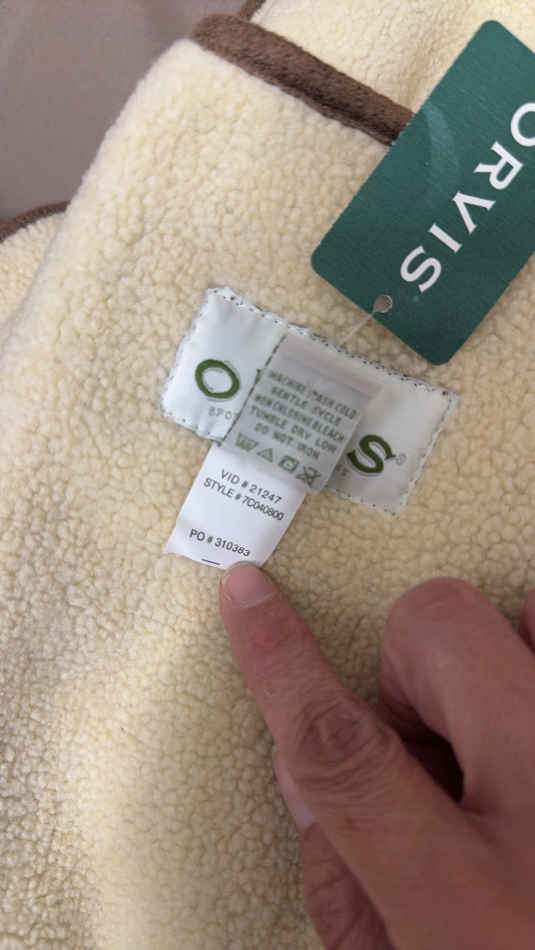 ORVIS
MACHINE WASH COLD
GENTLE CYCLE
NON CHLORINE BLEACH
TUMBLE DRY LOW
DO NOT IRON
O S®
VID # 21247
STYLE # 7C040800
PO # 310383